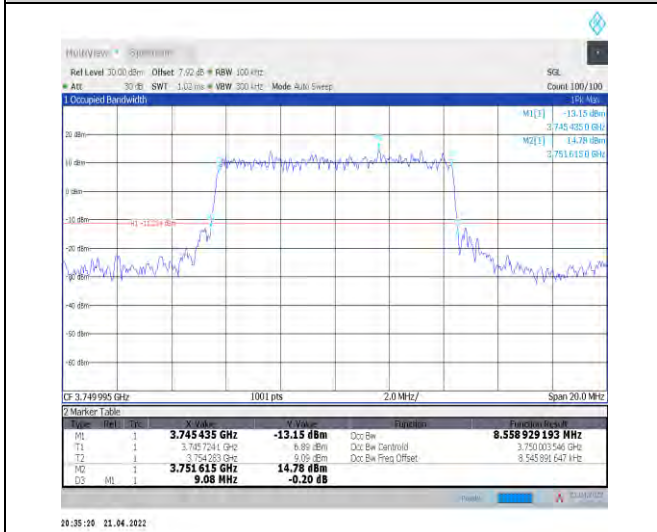 MultiView Spectrum
Ref Level 30.00 dBm Offset 7.92 dB RBW 100 kHz SGL
Att 30 dB SWT 1.02 ms VBW 300 kHz Mode Auto Sweep Count 100/100
1 Occupied Bandwidth 1Pk Max
M1[1] -13.15 dBm
3.745 435 0 GHz
M2[1] 14.78 dBm
3.751 615 0 GHz
20 dBm
10 dBm
0 dBm
-10 dBm
-20 dBm
-30 dBm
-40 dBm
-50 dBm
-60 dBm
CF 3.749 995 GHz 1001 pts 2.0 MHz/ Span 20.0 MHz
2 Marker Table
Type Ref Trc X-Value Y-Value Function Function Result
M1 1 3.745 435 GHz -13.15 dBm Occ Bw 8.558 929 193 MHz
T1 1 3.745 724 1 GHz 6.89 dBm Occ Bw Centroid 3.750 003 546 GHz
T2 1 3.754 283 GHz 9.09 dBm Occ Bw Freq Offset 8.545 891 647 kHz
M2 1 3.751 615 GHz 14.78 dBm
D3 M1 1 9.08 MHz -0.20 dB
20:35:20 21.04.2022